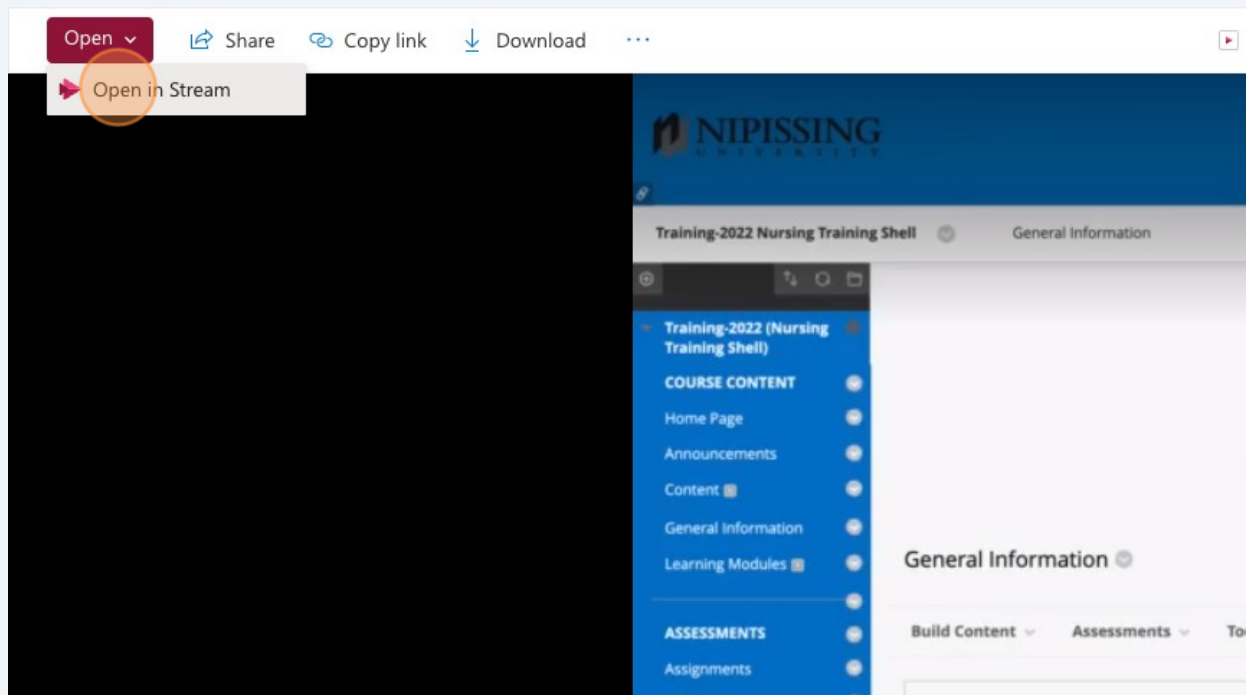 Open
Share
Copy link
Download
Open in Stream
NIPISSING
UNIVERSITY
Training-2022 Nursing Training Shell
General Information
Training-2022 (Nursing
Training Shell)
COURSE CONTENT
Home Page
Announcements
Content
General Information
Learning Modules
General Information
ASSESSMENTS
Build Content
Assessments
Assignments